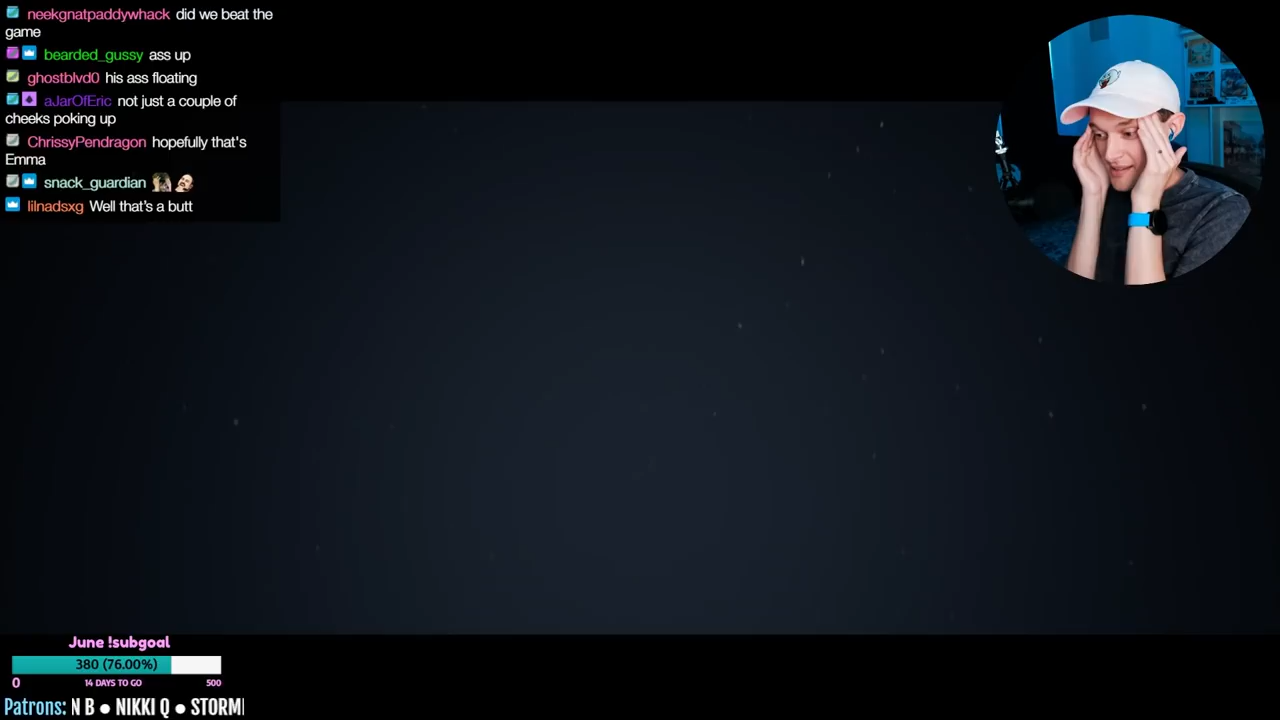 neekgnatpaddywhack did we beat the
game
bearded_gussy ass up
ghostblvd0 his ass floating
aJarOfEric not just a couple of
cheeks poking up
ChrissyPendragon hopefully that's
Emma
snack_guardian
lilnadsxg Well that's a butt
June !subgoal
380 (76.00%)
0 14 DAYS TO GO 500
Patrons: N B ● NIKKI Q ● STORM